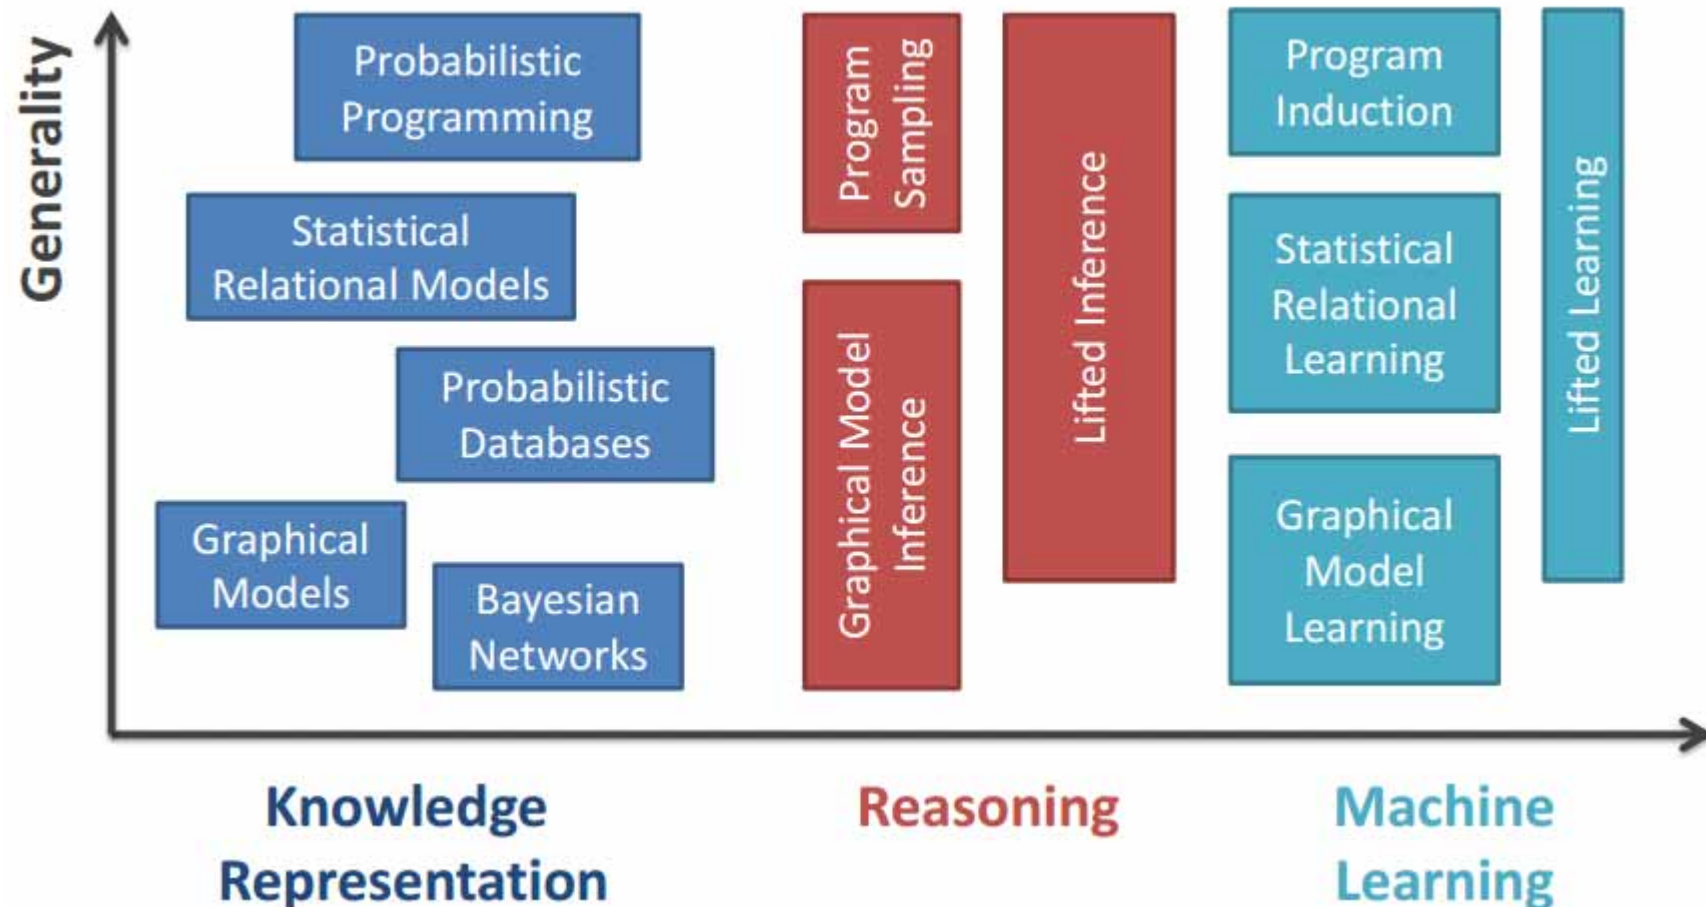 Generality
Probabilistic
Programming
Statistical
Relational Models
Probabilistic
Databases
Graphical
Models
Bayesian
Networks
Program
Sampling
Graphical Model
Inference
Lifted Inference
Program
Induction
Statistical
Relational
Learning
Graphical
Model
Learning
Lifted Learning
Knowledge
Representation
Reasoning
Machine
Learning